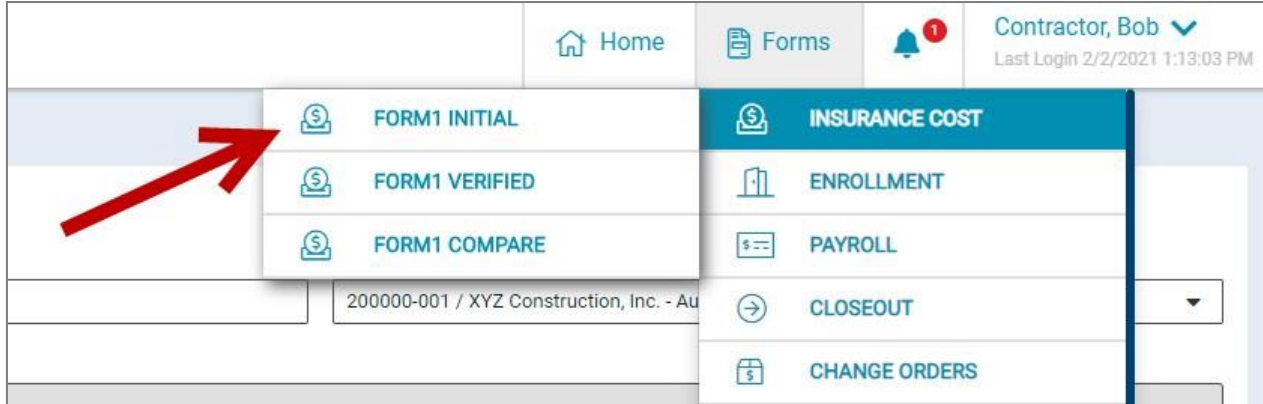 Home
Forms
1
Contractor, Bob
Last Login 2/2/2021 1:13:03 PM
FORM1 INITIAL
INSURANCE COST
FORM1 VERIFIED
ENROLLMENT
FORM1 COMPARE
PAYROLL
200000-001 / XYZ Construction, Inc. - Au
CLOSEOUT
CHANGE ORDERS